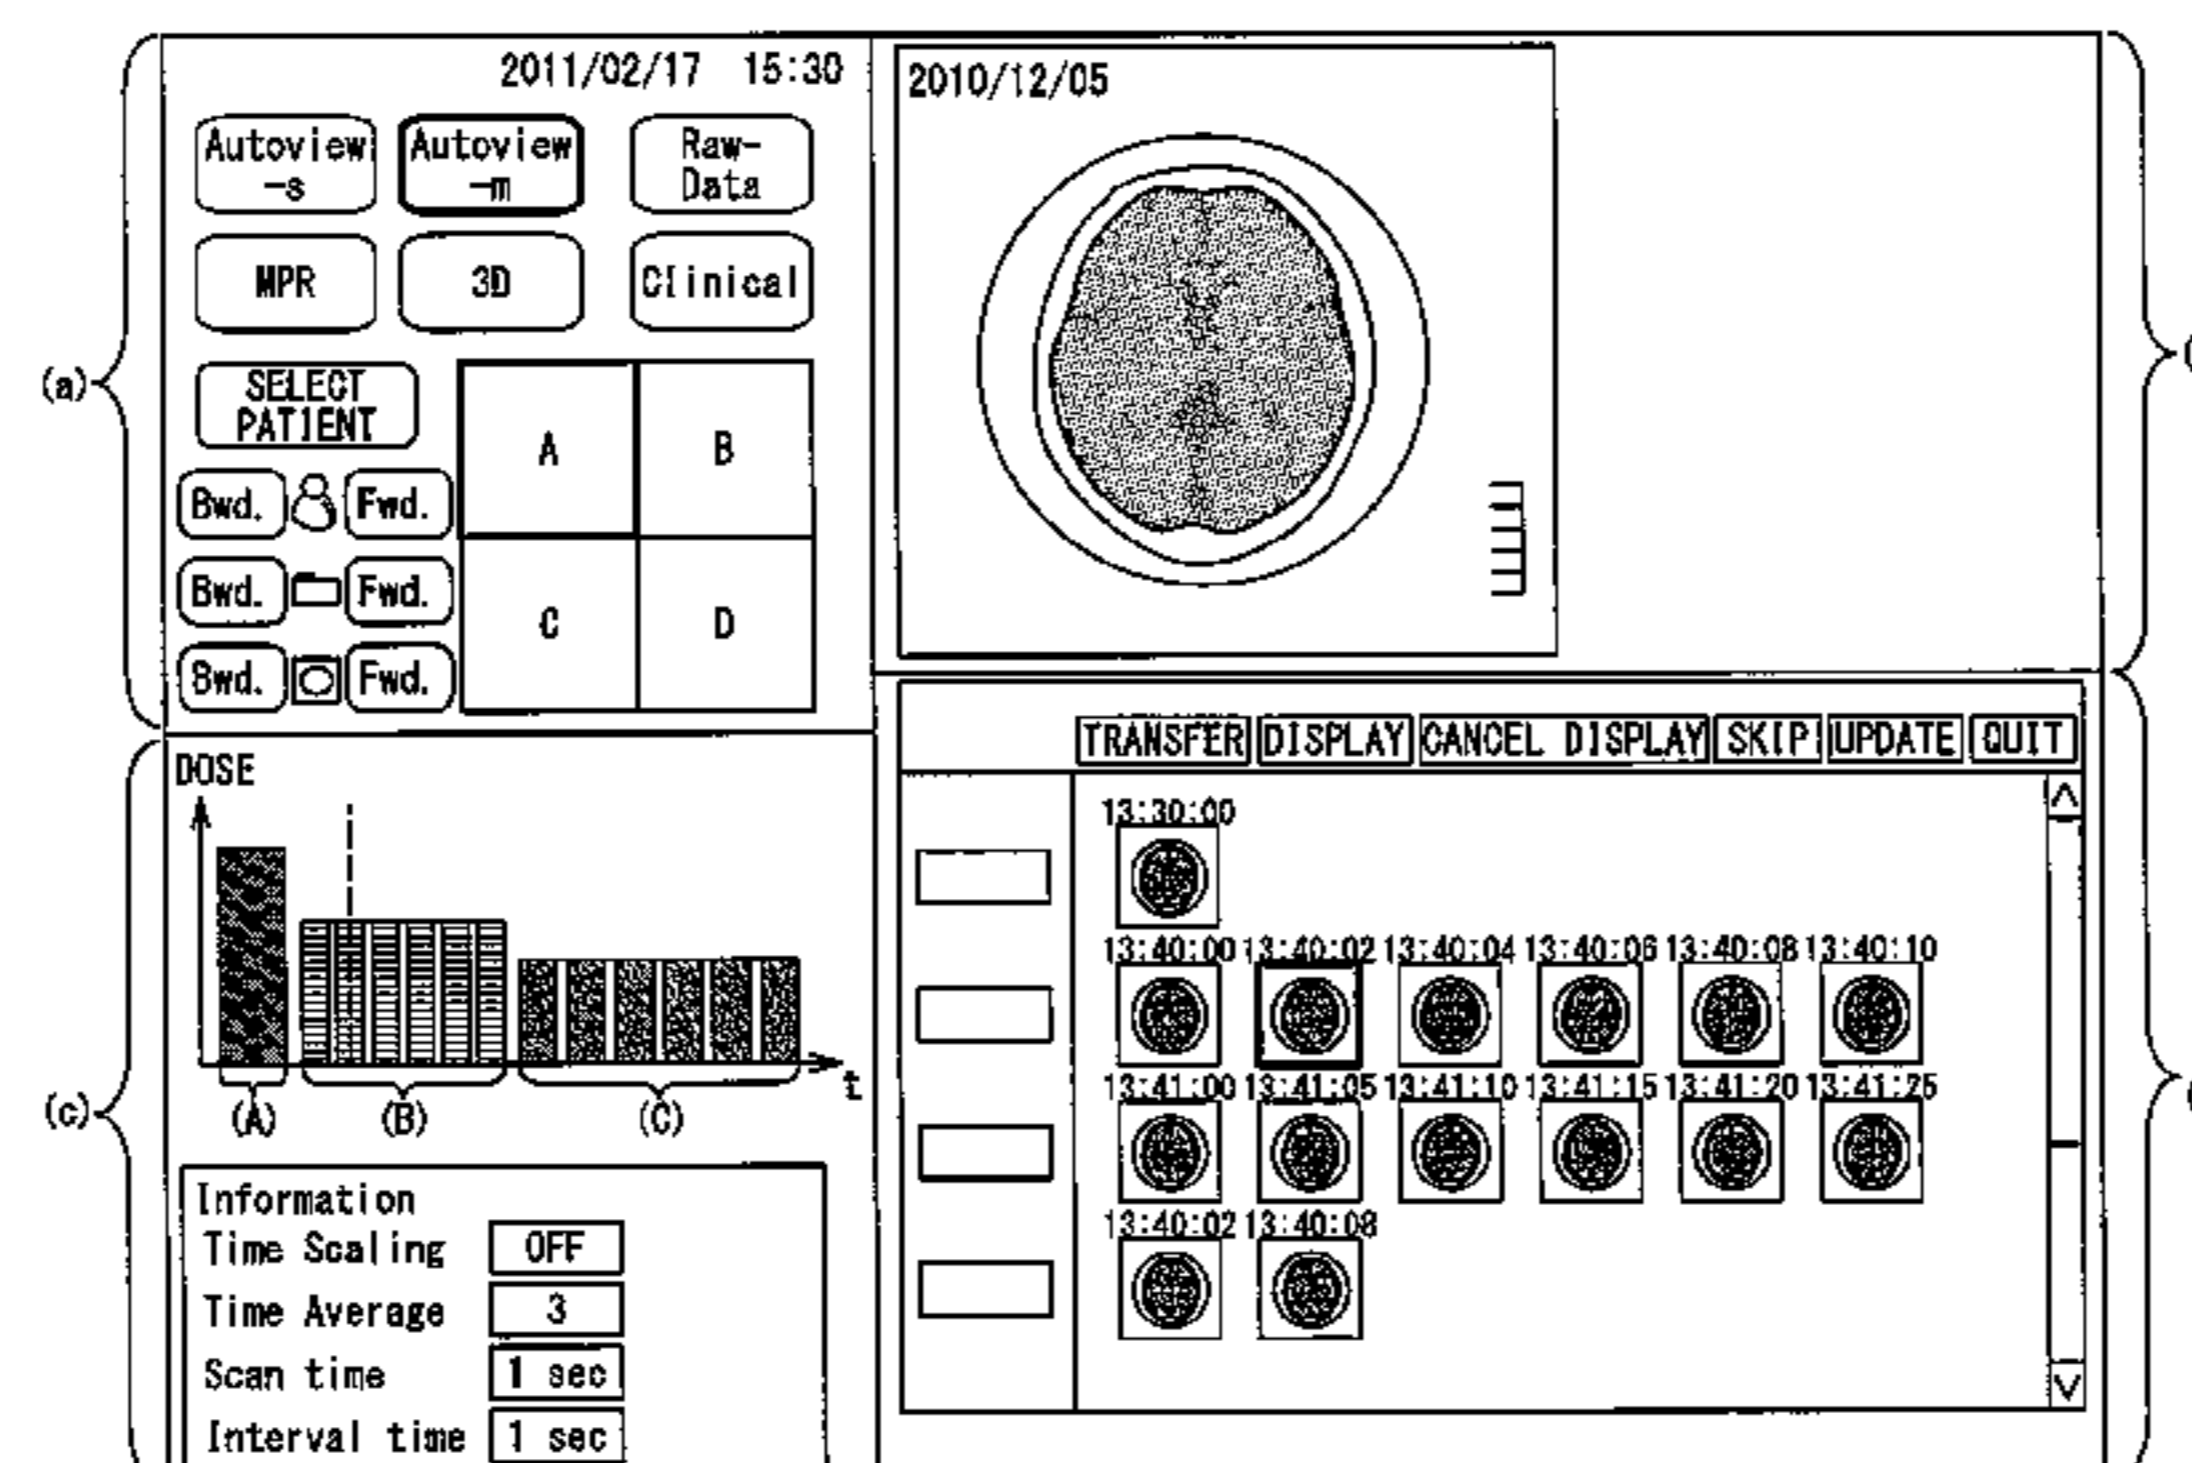 2011/02/17 15:30
Autoview
-s
Autoview
-m
Raw-
Data
MPR
3D
Clinical
SELECT
PATIENT
A
B
C
D
Bwd.
Fwd.
Bwd.
Fwd.
Bwd.
Fwd.
(a)
2010/12/05
(
DOSE
t
(A)
(B)
(C)
(c)
Information
Time Scaling OFF
Time Average 3
Scan time 1 sec
Interval time 1 sec
TRANSFER DISPLAY CANCEL DISPLAY SKIP UPDATE QUIT
13:30:00
13:40:00 13:40:02 13:40:04 13:40:06 13:40:08 13:40:10
13:41:00 13:41:05 13:41:10 13:41:15 13:41:20 13:41:25
13:40:02 13:40:08
(